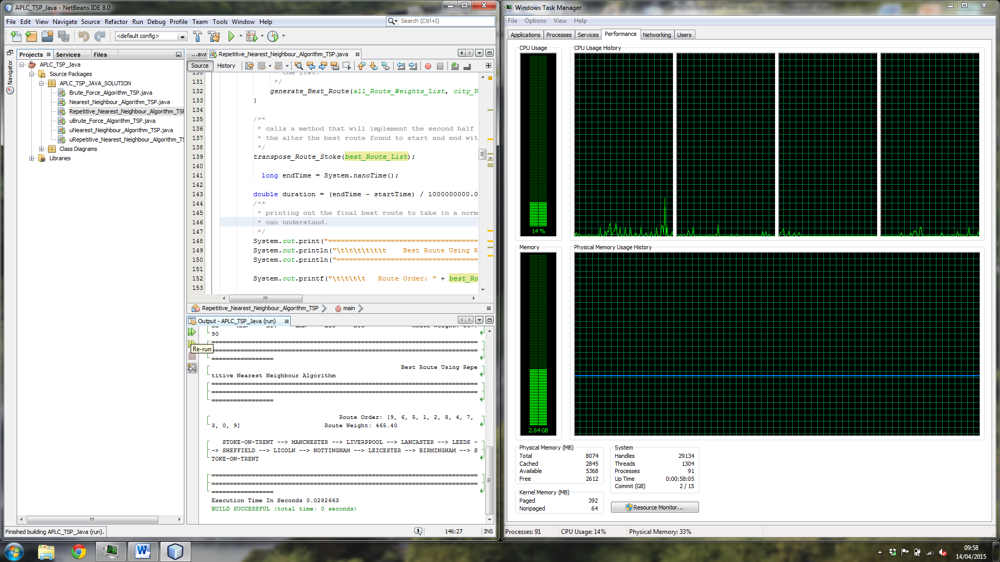 APLC_TSP_Java - NetBeans IDE 8.0
File Edit View Navigate Source Refactor Run Debug Profile Team Tools Window Help
Search (Ctrl+I)
<default config>
Projects
Services
Files
Navigator
APLC_TSP_Java
Source Packages
APLC_TSP_JAVA_SOLUTION
Brute_Force_Algorithm_TSP.java
Nearest_Neighbour_Algorithm_TSP.java
Repetitive_Nearest_Neighbour_Algorithm_TSP
uBrute_Force_Algorithm_TSP.java
uNearest_Neighbour_Algorithm_TSP.java
uRepetitive_Nearest_Neighbour_Algorithm_TS
Class Diagrams
Libraries
...ava
Repetitive_Nearest_Neighbour_Algorithm_TSP.java
Source History
130 * the list.
131 */
132 generate_Best_Route(all_Route_Weights_List, city_N
133 }
134
135 /**
136 * calls a method that will implement the second half
137 * the alter the best route found to start and end wit
138 */
139 transpose_Route_Stoke(best_Route_List);
140
141 long endTime = System.nanoTime();
142
143 double duration = (endTime - startTime) / 1000000000.0
144 /**
145 * printing out the final best route to take in a norm
146 * can understand.
147 */
148 System.out.print("====================================
149 System.out.println("\t\t\t\t\t\t    Best Route Using R
150 System.out.println("==================================
151
152 System.out.printf("\t\t\t\t   Route Order: " + best_Ro
153
Repetitive_Nearest_Neighbour_Algorithm_TSP
main
Output - APLC_TSP_Java (run)
90
================================================================
================================================================
===============
Re-run
Best Route Using Repe
titive Nearest Neighbour Algorithm
================================================================
================================================================
===============
Route Order: [9, 6, 5, 1, 2, 8, 4, 7,
3, 0, 9] Route Weight: 465.40
STOKE-ON-TRENT --> MANCHESTER --> LIVERPPOOL --> LANCASTER --> LEEDS -
-> SHEFFIELD --> LICOLN --> NOTTINGHAM --> LEICESTER --> BIRMINGHAM --> S
TOKE-ON-TRENT
================================================================
================================================================
===============
Execution Time In Seconds 0.0282663
BUILD SUCCESSFUL (total time: 0 seconds)
Finished building APLC_TSP_Java (run).
1
146:27
INS
Windows Task Manager
File Options View Help
Applications Processes Services Performance Networking Users
CPU Usage
CPU Usage History
14 %
Memory
Physical Memory Usage History
2.64 GB
Physical Memory (MB)
Total 8074
Cached 2845
Available 5368
Free 2612
Kernel Memory (MB)
Paged 392
Nonpaged 64
System
Handles 29134
Threads 1304
Processes 91
Up Time 0:00:58:05
Commit (GB) 2 / 15
Resource Monitor...
Processes: 91
CPU Usage: 14%
Physical Memory: 33%
09:58
14/04/2015